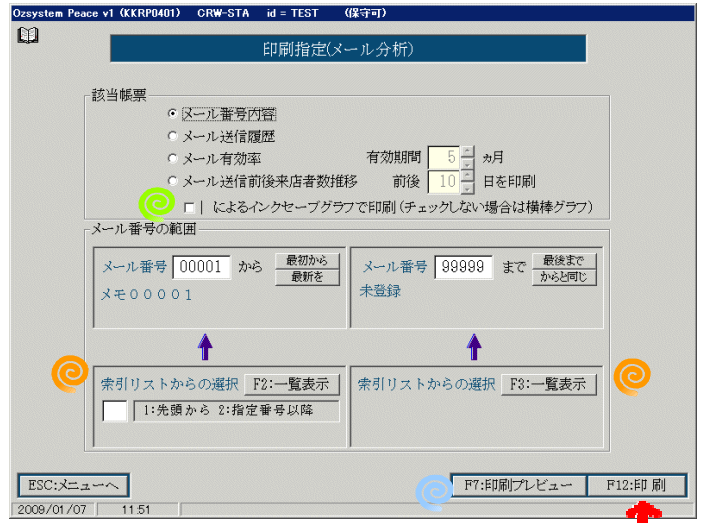 Ozsystem Peace v1 (KKRP0401)　CRW-STA　id = TEST　(保守可)
印刷指定(メール分析)
該当帳票
メール番号内容
メール送信履歴
メール有効率　有効期間 5 ヵ月
メール送信前後来店者数推移　前後 10 日を印刷
| によるインクセーブグラフで印刷(チェックしない場合は横棒グラフ)
メール番号の範囲
メール番号 00001 から 最初から 最新を
メモ００００１
メール番号 99999 まで 最後まで からと同じ
未登録
索引リストからの選択 F2:一覧表示
1:先頭から 2:指定番号以降
索引リストからの選択 F3:一覧表示
ESC:メニューへ　F7:印刷プレビュー　F12:印 刷
2009/01/07　11:51